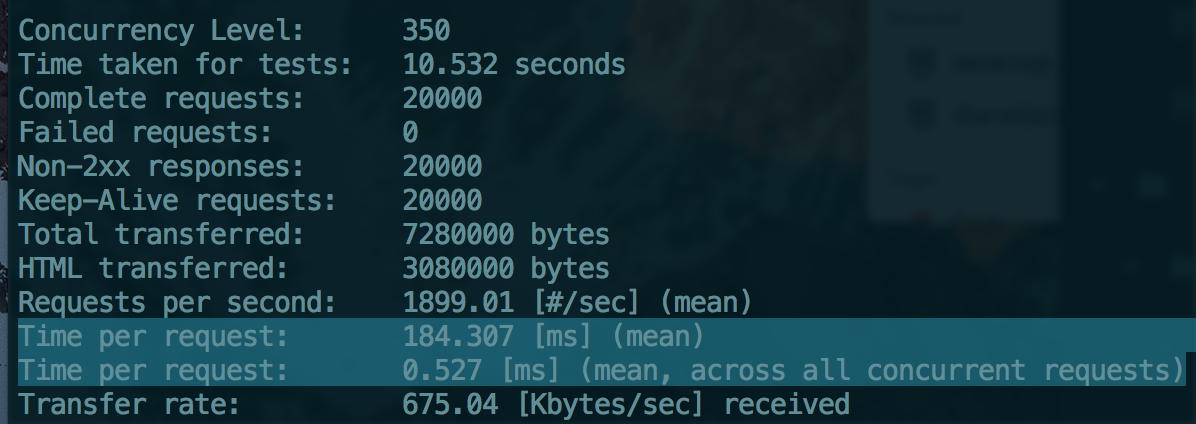 Concurrency Level: 350
Time taken for tests: 10.532 seconds
Complete requests: 20000
Failed requests: 0
Non-2xx responses: 20000
Keep-Alive requests: 20000
Total transferred: 7280000 bytes
HTML transferred: 3080000 bytes
Requests per second: 1899.01 [#/sec] (mean)
Time per request: 184.307 [ms] (mean)
Time per request: 0.527 [ms] (mean, across all concurrent requests)
Transfer rate: 675.04 [Kbytes/sec] received